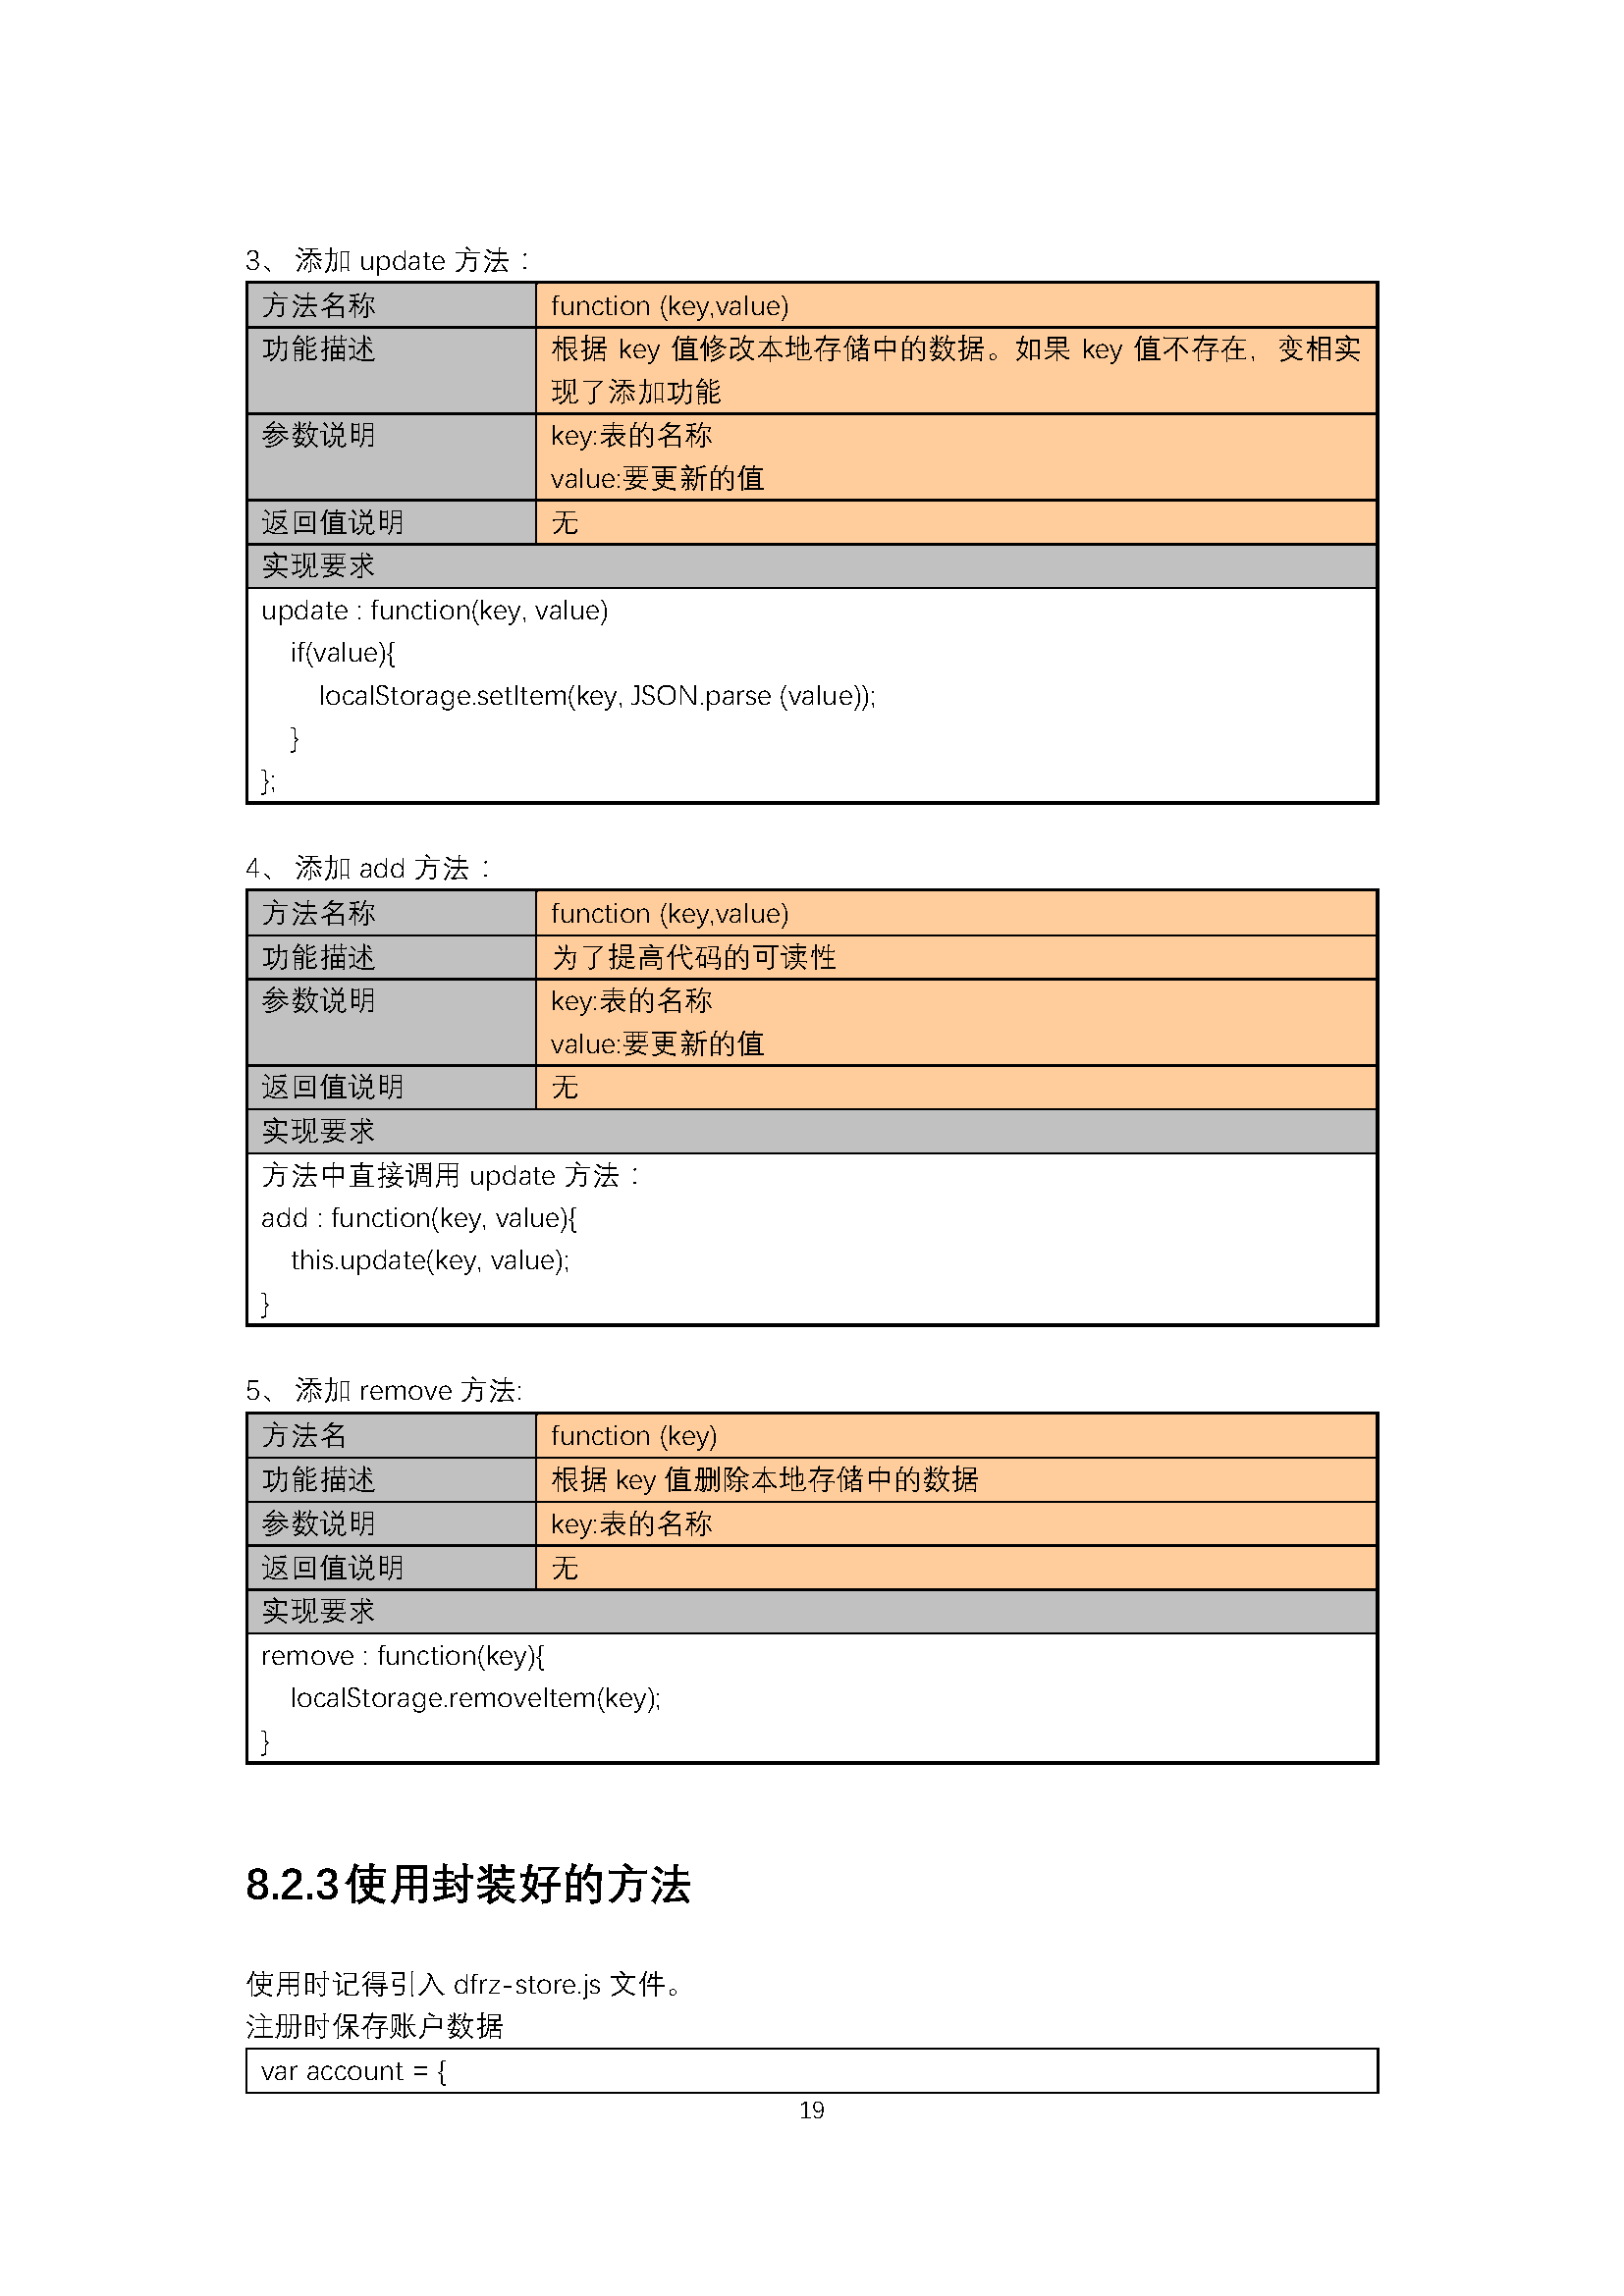 3、 添加 update 方法：
方法名称 function (key,value)
功能描述 根据 key 值修改本地存储中的数据。如果 key 值不存在，变相实
现了添加功能
参数说明 key:表的名称
value:要更新的值
返回值说明 无
实现要求
update : function(key, value)
if(value){
localStorage.setItem(key, JSON.parse (value));
}
};
4、 添加 add 方法：
方法名称 function (key,value)
功能描述 为了提高代码的可读性
参数说明 key:表的名称
value:要更新的值
返回值说明 无
实现要求
方法中直接调用 update 方法：
add : function(key, value){
this.update(key, value);
}
5、 添加 remove 方法:
方法名 function (key)
功能描述 根据 key 值删除本地存储中的数据
参数说明 key:表的名称
返回值说明 无
实现要求
remove : function(key){
localStorage.removeItem(key);
}
8.2.3使用封装好的方法
使用时记得引入 dfrz-store.js 文件。
注册时保存账户数据
var account = {
19